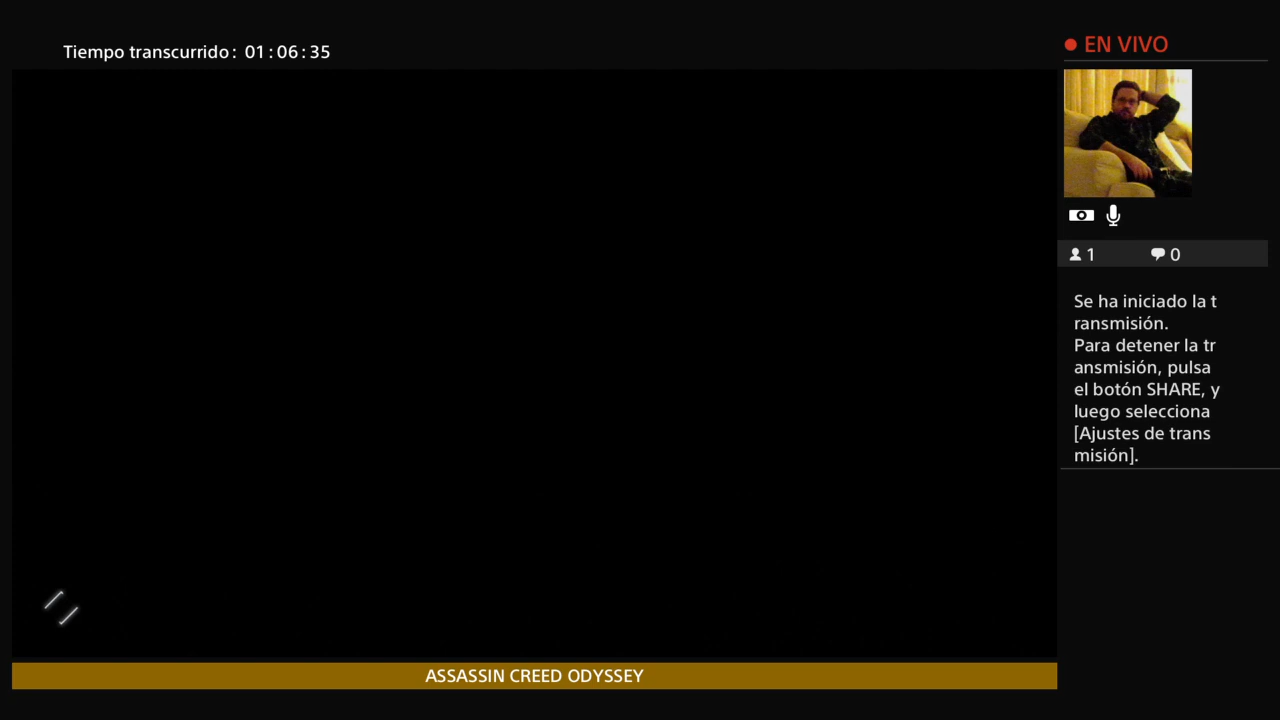 Tiempo transcurrido: 01:06:35
EN VIVO
1 0
Se ha iniciado la t
ransmisión.
Para detener la tr
ansmisión, pulsa
el botón SHARE, y
luego selecciona
[Ajustes de trans
misión].
ASSASSIN CREED ODYSSEY